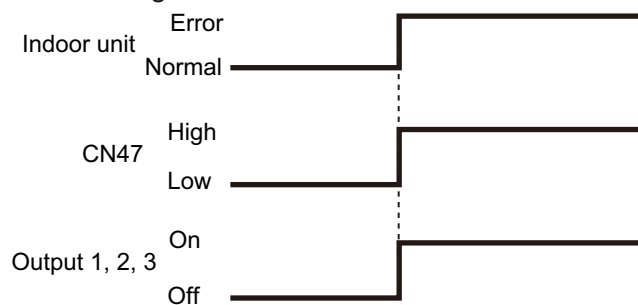 Error
Indoor unit
Normal
High
CN47
Low
On
Output 1, 2, 3
Off